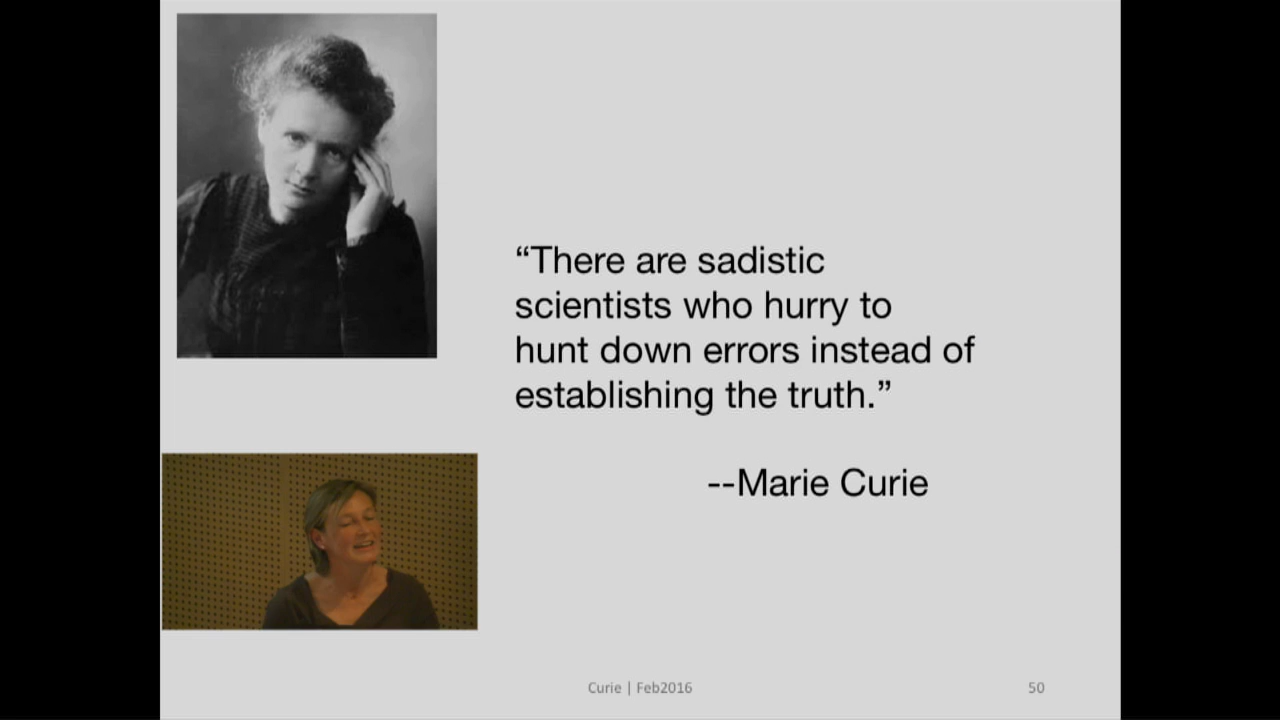 “There are sadistic
scientists who hurry to
hunt down errors instead of
establishing the truth.”
--Marie Curie
Curie | Feb2016
50